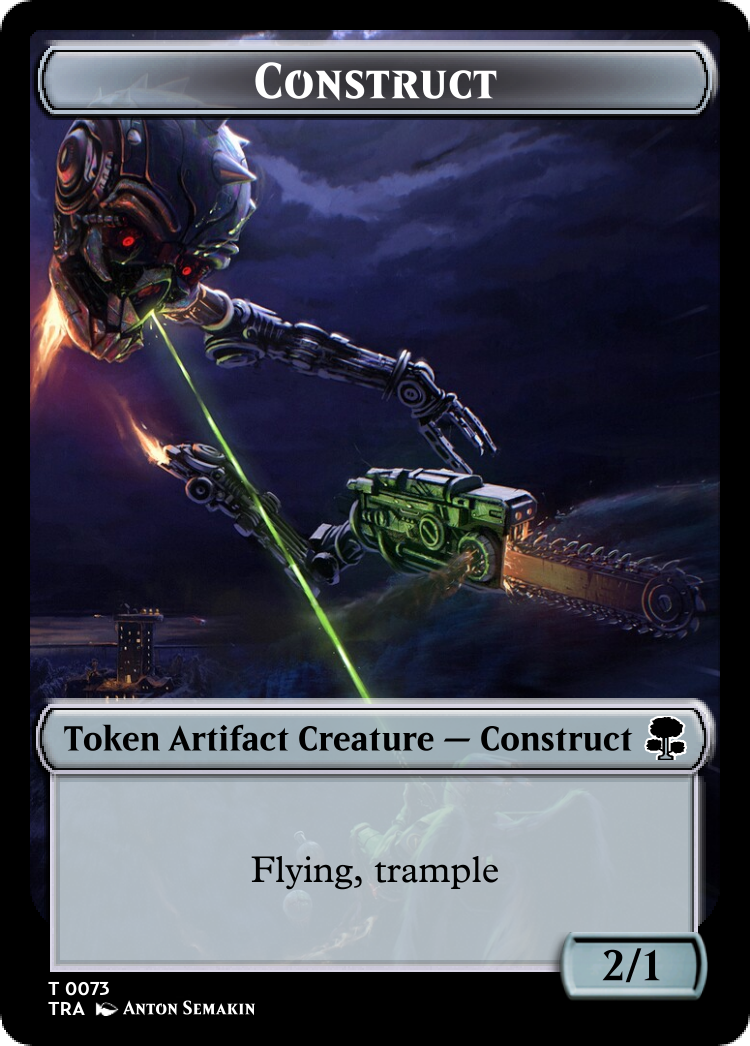 Construct
Token Artifact Creature — Construct
Flying, trample
2/1
T 0073
TRA Anton Semakin